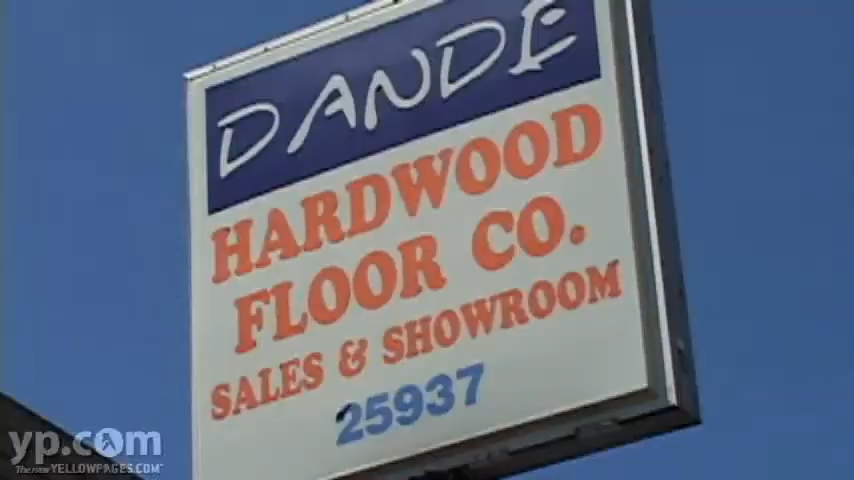 DANDE
HARDWOOD
FLOOR CO.
SALES & SHOWROOM
25937
yp.com
The new YELLOWPAGES.COM